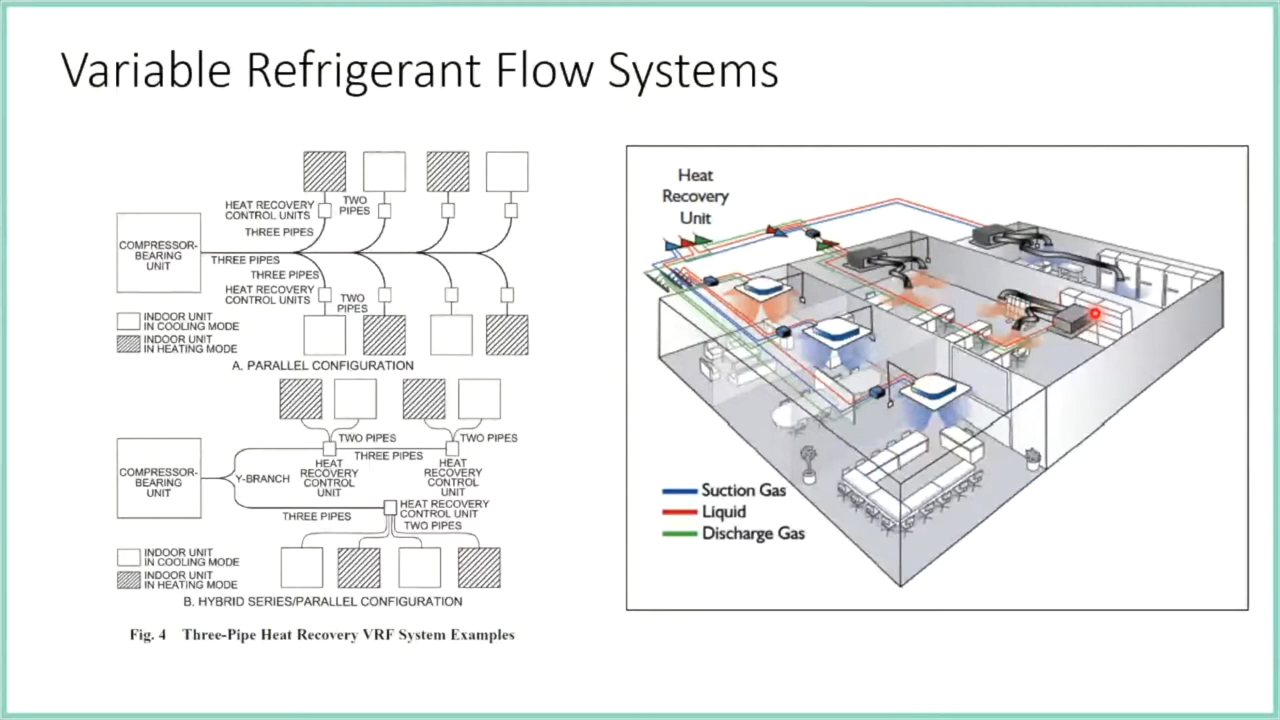 Variable Refrigerant Flow Systems
HEAT RECOVERY
CONTROL UNITS
TWO
PIPES
THREE PIPES
COMPRESSOR-
BEARING
UNIT
THREE PIPES
THREE PIPES
HEAT RECOVERY
CONTROL UNITS
TWO
PIPES
INDOOR UNIT
IN COOLING MODE
INDOOR UNIT
IN HEATING MODE
A. PARALLEL CONFIGURATION
TWO PIPES
TWO PIPES
THREE PIPES
COMPRESSOR-
BEARING
UNIT
Y-BRANCH
HEAT
RECOVERY
CONTROL
UNIT
HEAT
RECOVERY
CONTROL
UNIT
HEAT RECOVERY
CONTROL UNIT
THREE PIPES
TWO PIPES
INDOOR UNIT
IN COOLING MODE
INDOOR UNIT
IN HEATING MODE
B. HYBRID SERIES/PARALLEL CONFIGURATION
Fig. 4 Three-Pipe Heat Recovery VRF System Examples
Heat
Recovery
Unit
Suction Gas
Liquid
Discharge Gas